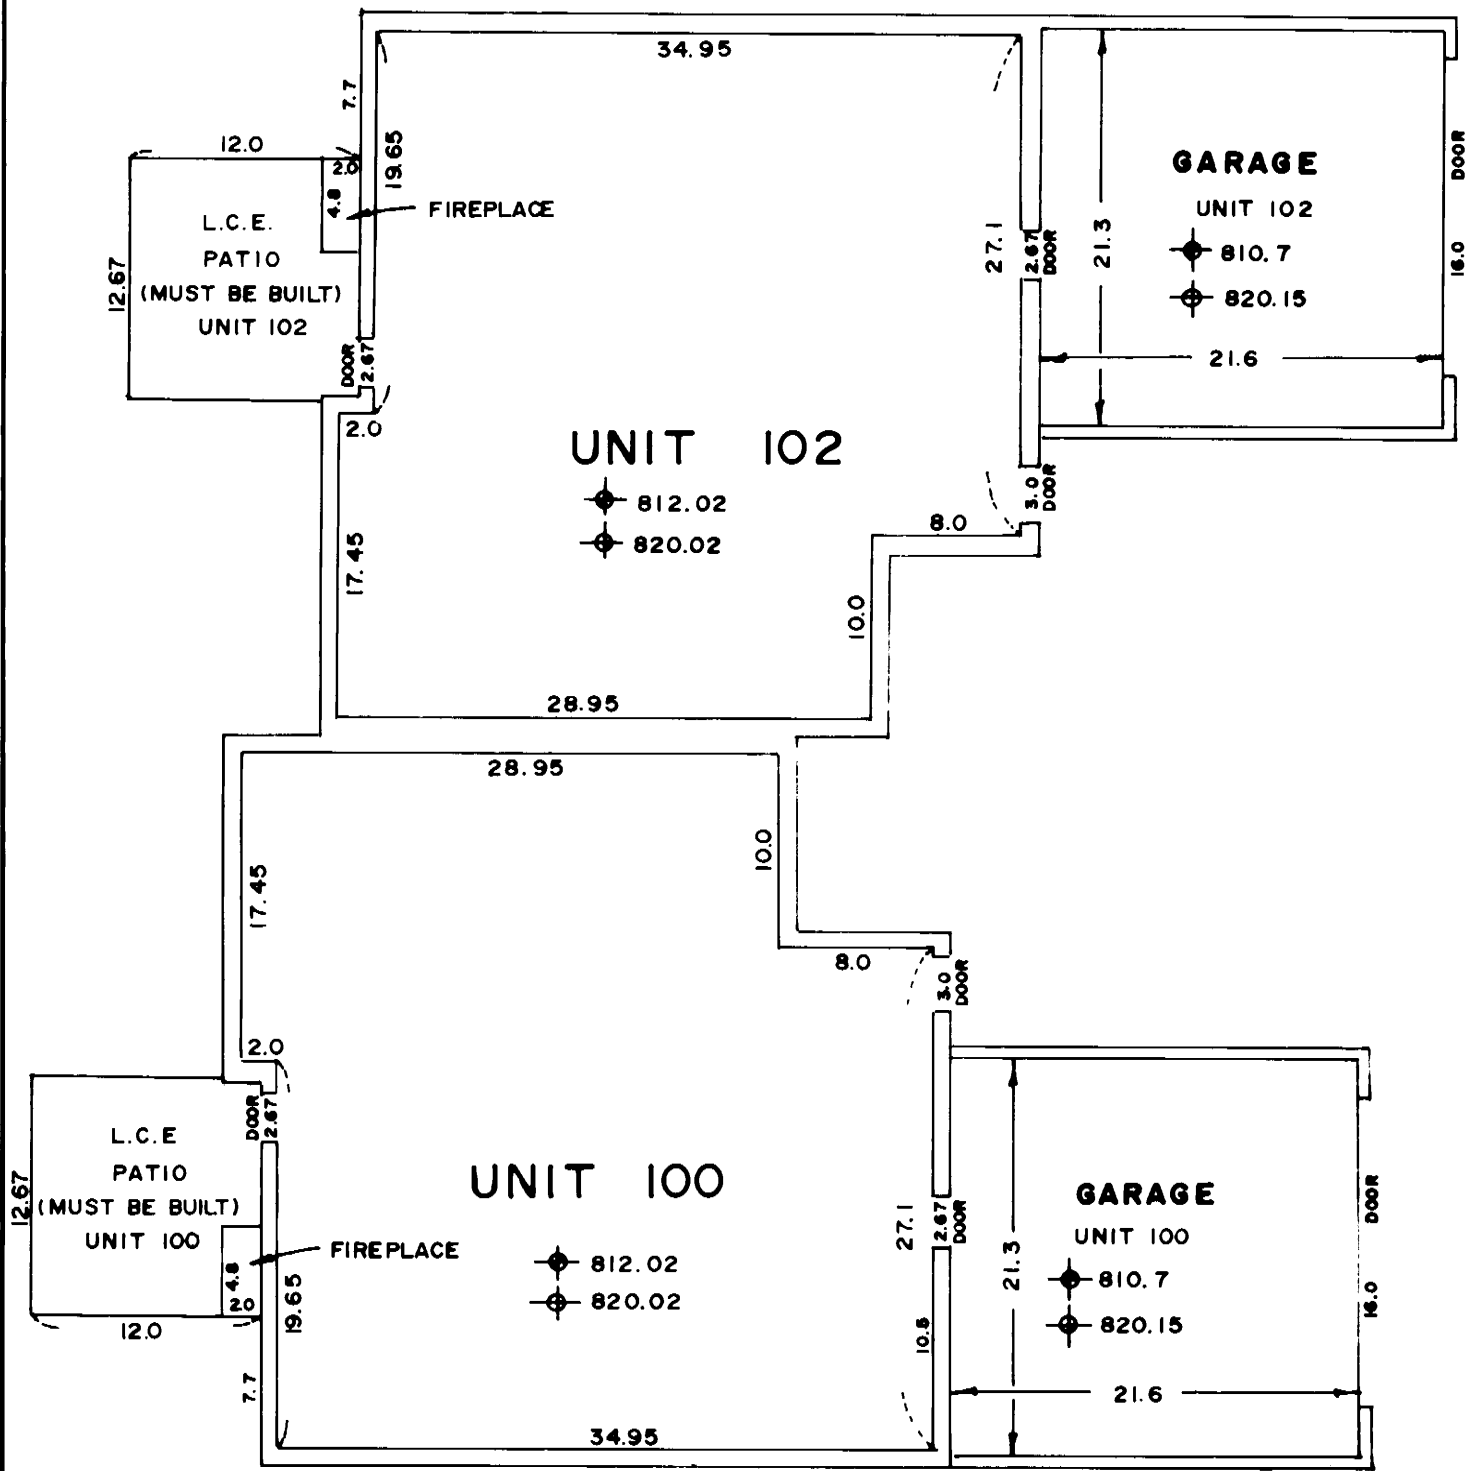 34.95
7.7
19.65
12.0
2.0
4.8
FIREPLACE
L.C.E.
PATIO
(MUST BE BUILT)
UNIT 102
12.67
DOOR
2.67
2.0
17.45
UNIT 102
812.02
820.02
27.1
2.67
DOOR
3.0
DOOR
8.0
10.0
28.95
GARAGE
UNIT 102
810.7
820.15
21.3
21.6
DOOR
16.0
28.95
17.45
10.0
8.0
3.0
DOOR
2.0
DOOR
2.67
L.C.E
PATIO
(MUST BE BUILT)
UNIT 100
12.67
4.8
2.0
FIREPLACE
12.0
7.7
19.65
UNIT 100
812.02
820.02
27.1
2.67
DOOR
10.5
34.95
GARAGE
UNIT 100
810.7
820.15
21.3
21.6
DOOR
16.0